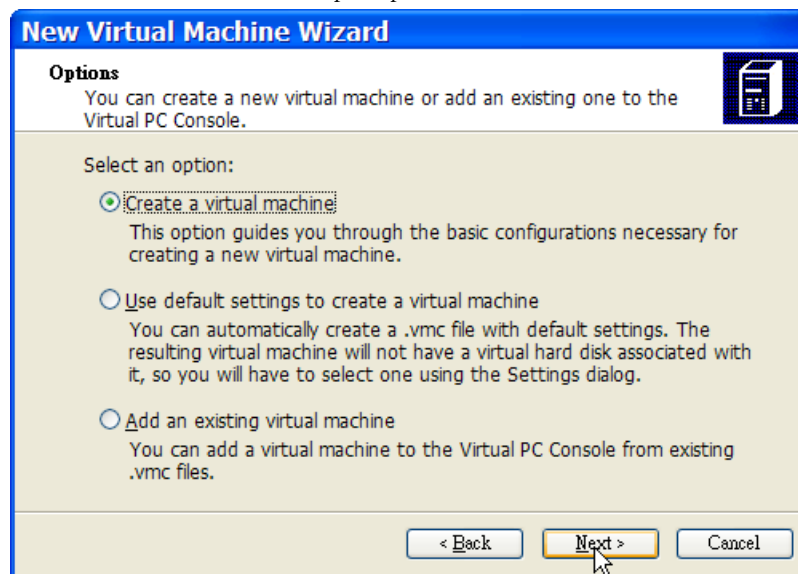 New Virtual Machine Wizard
Options
You can create a new virtual machine or add an existing one to the
Virtual PC Console.
Select an option:
Create a virtual machine
This option guides you through the basic configurations necessary for
creating a new virtual machine.
Use default settings to create a virtual machine
You can automatically create a .vmc file with default settings. The
resulting virtual machine will not have a virtual hard disk associated with
it, so you will have to select one using the Settings dialog.
Add an existing virtual machine
You can add a virtual machine to the Virtual PC Console from existing
.vmc files.
< Back Next > Cancel